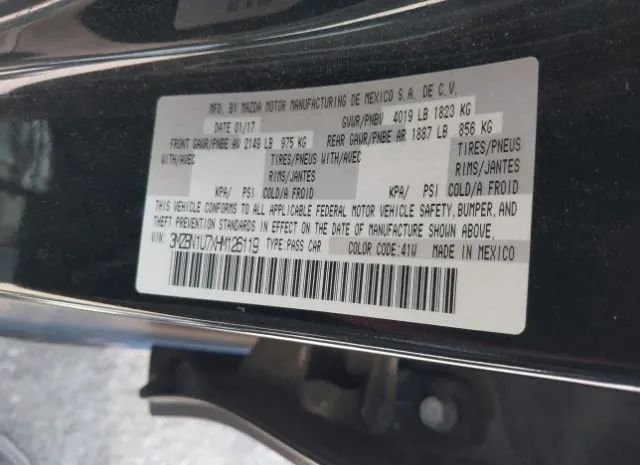 MFD. BY MAZDA MOTOR MANUFACTURING DE MEXICO S.A. DE C.V.
DATE 01/17 GVWR/PNBV 4019 LB 1823 KG
FRONT GAWR/PNBE AV 2149 LB 975 KG REAR GAWR/PNBE AR 1887 LB 856 KG
WITH/AVEC TIRES/PNEUS WITH/AVEC TIRES/PNEUS
RIMS/JANTES RIMS/JANTES
KPA/ PSI COLD/A FROID KPA/ PSI COLD/A FROID
THIS VEHICLE CONFORMS TO ALL APPLICABLE FEDERAL MOTOR VEHICLE SAFETY, BUMPER, AND
THEFT PREVENTION STANDARDS IN EFFECT ON THE DATE OF MANUFACTURE SHOWN ABOVE.
VIN: 3MZBN1U7XHM126119 TYPE:PASS CAR COLOR CODE:41W MADE IN MEXICO